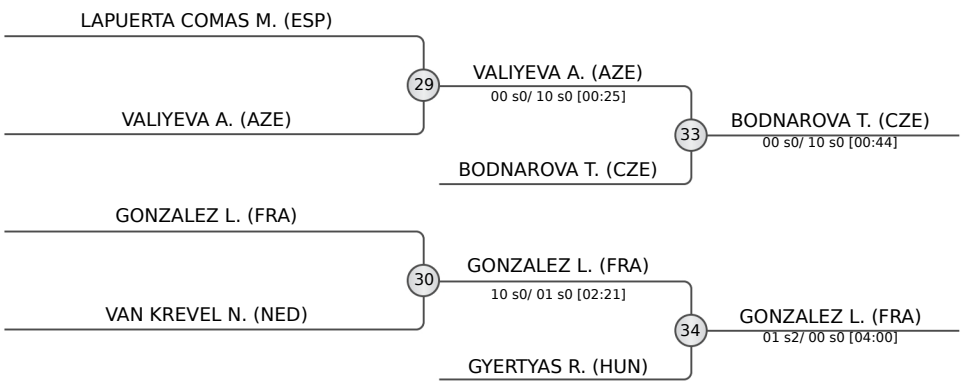 LAPUERTA COMAS M. (ESP)
29
VALIYEVA A. (AZE)
00 s0/ 10 s0 [00:25]
VALIYEVA A. (AZE)
33
BODNAROVA T. (CZE)
00 s0/ 10 s0 [00:44]
BODNAROVA T. (CZE)
GONZALEZ L. (FRA)
30
GONZALEZ L. (FRA)
10 s0/ 01 s0 [02:21]
VAN KREVEL N. (NED)
34
GONZALEZ L. (FRA)
01 s2/ 00 s0 [04:00]
GYERTYAS R. (HUN)